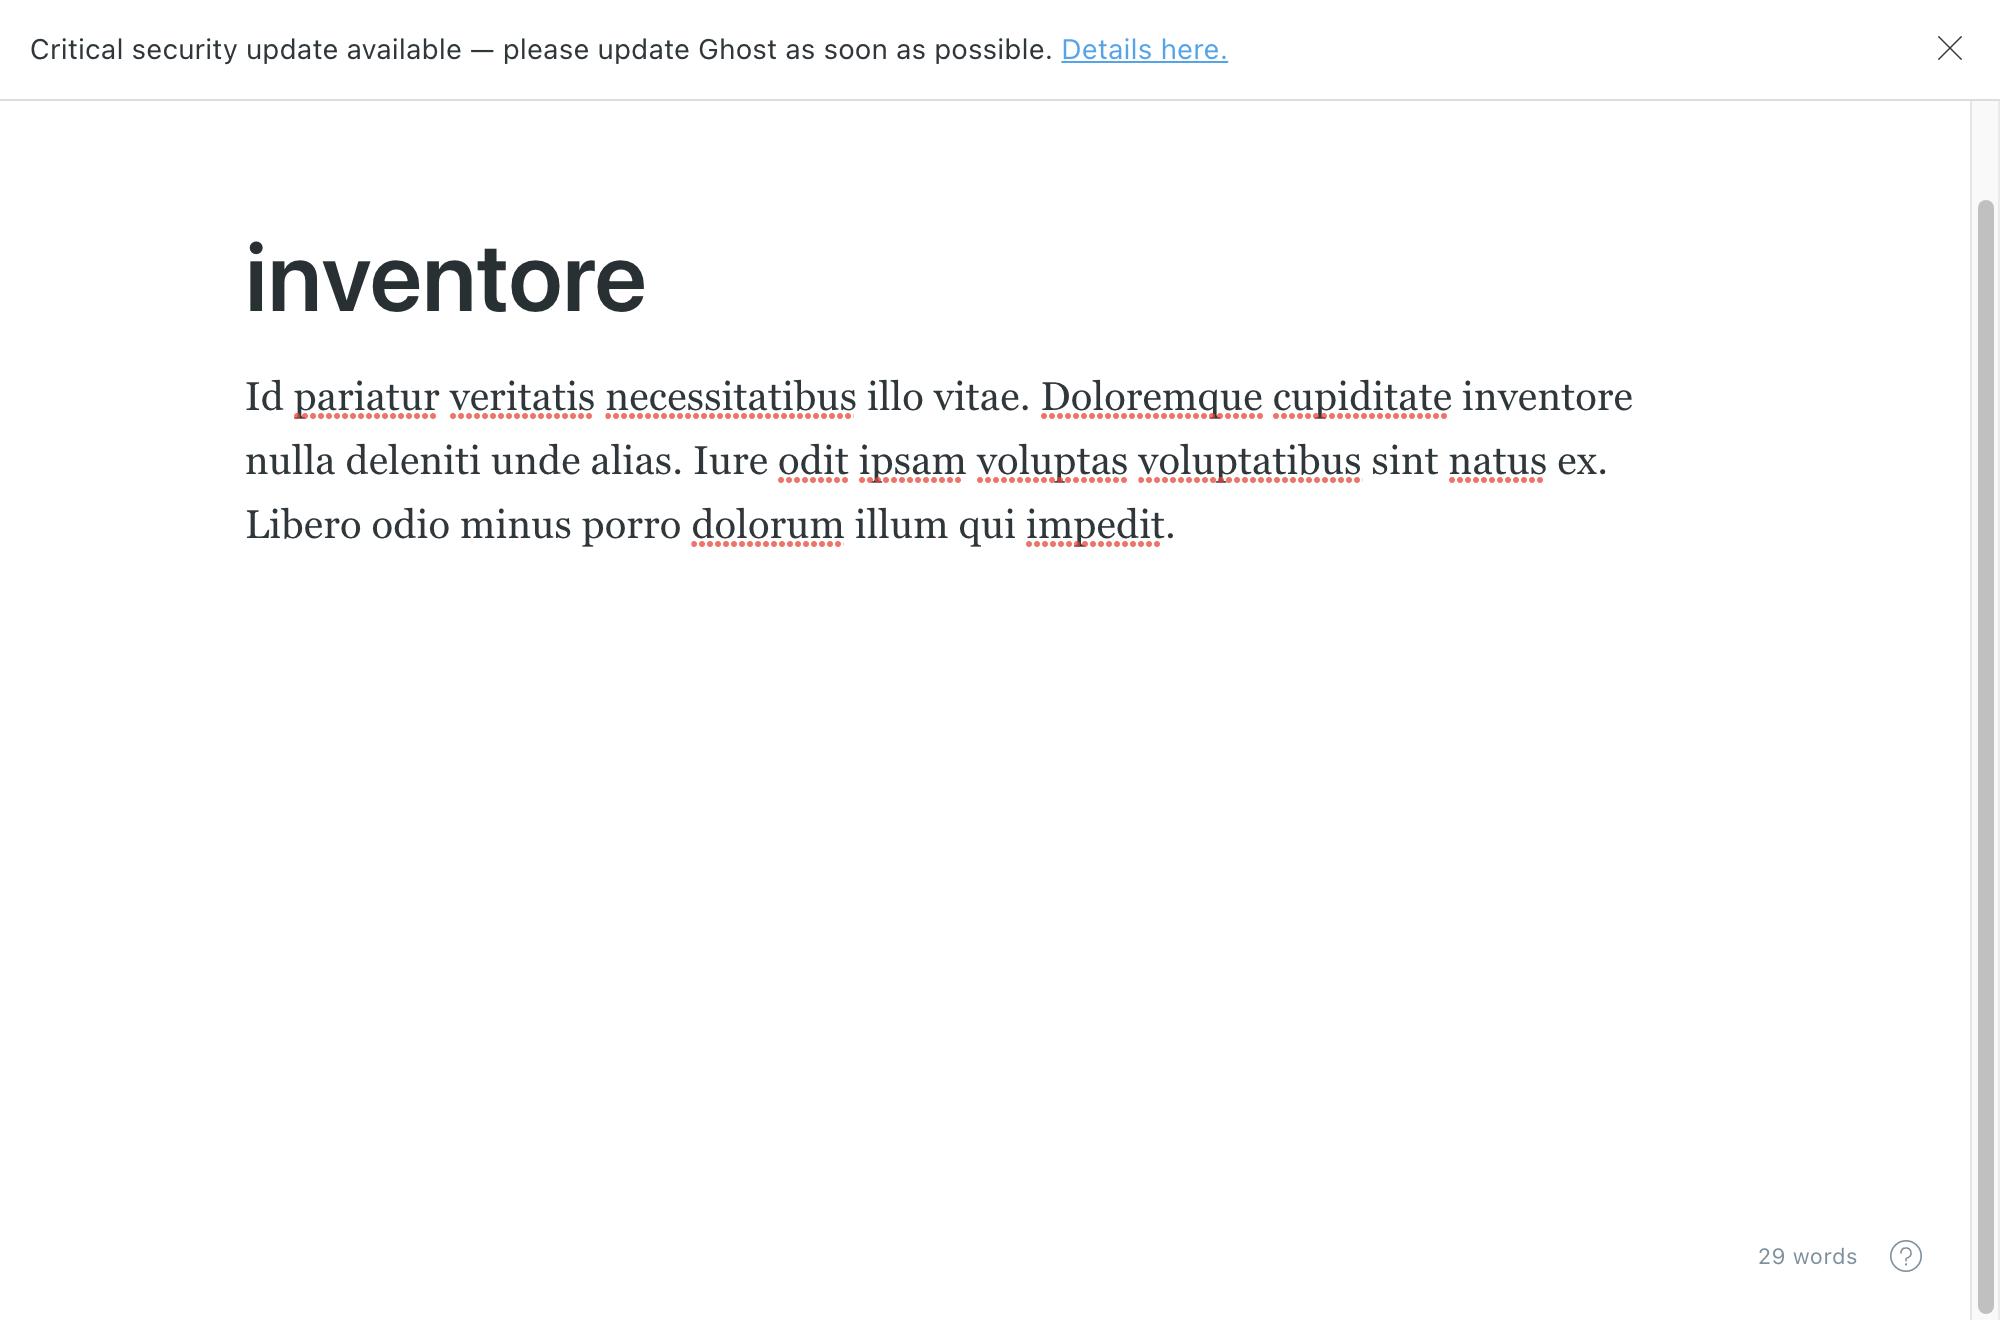 Critical security update available — please update Ghost as soon as possible. Details here.
inventore
Id pariatur veritatis necessitatibus illo vitae. Doloremque cupiditate inventore
nulla deleniti unde alias. Iure odit ipsam voluptas voluptatibus sint natus ex.
Libero odio minus porro dolorum illum qui impedit.
29 words
?